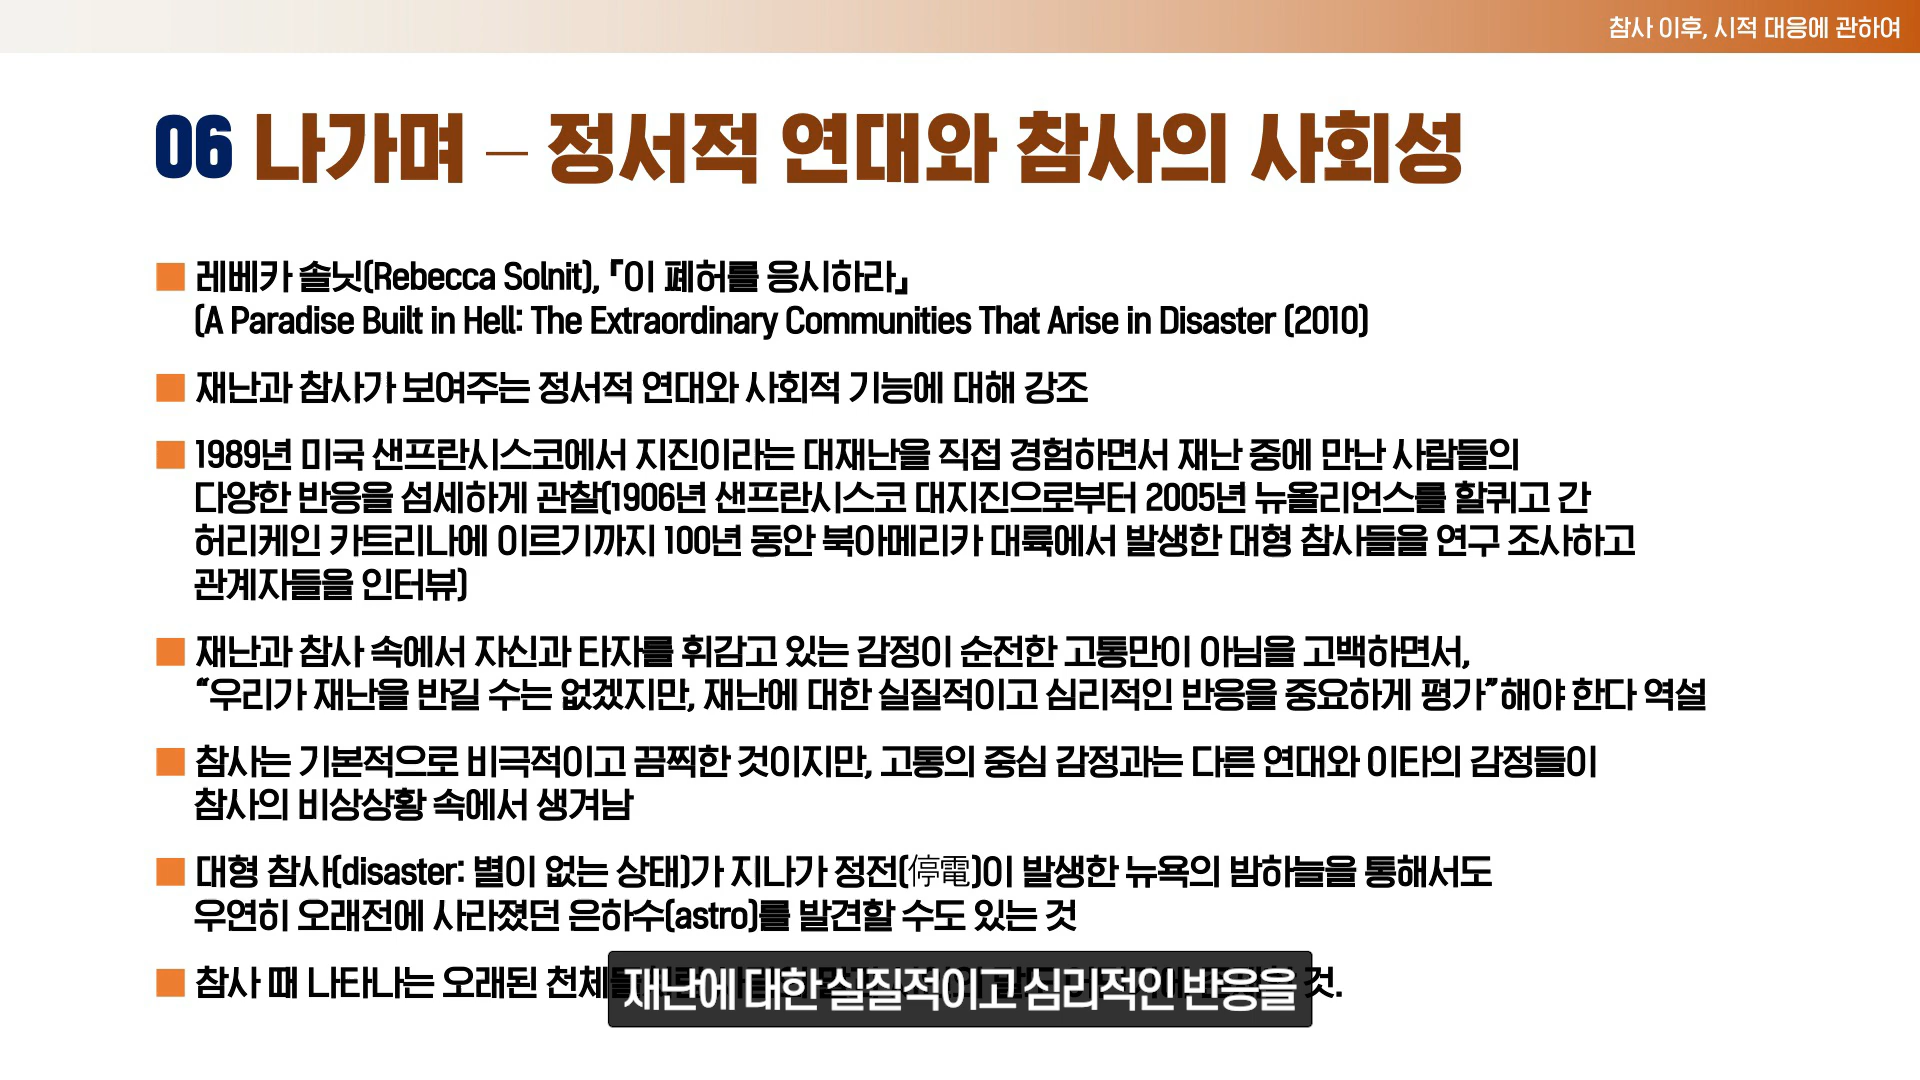 참사 이후, 시적 대응에 관하여
06 나가며 – 정서적 연대와 참사의 사회성
레베카 솔닛(Rebecca Solnit), 『이 폐허를 응시하라』
(A Paradise Built in Hell: The Extraordinary Communities That Arise in Disaster (2010)
재난과 참사가 보여주는 정서적 연대와 사회적 기능에 대해 강조
1989년 미국 샌프란시스코에서 지진이라는 대재난을 직접 경험하면서 재난 중에 만난 사람들의
다양한 반응을 섬세하게 관찰(1906년 샌프란시스코 대지진으로부터 2005년 뉴올리언스를 할퀴고 간
허리케인 카트리나에 이르기까지 100년 동안 북아메리카 대륙에서 발생한 대형 참사들을 연구 조사하고
관계자들을 인터뷰)
재난과 참사 속에서 자신과 타자를 휘감고 있는 감정이 순전한 고통만이 아님을 고백하면서,
“우리가 재난을 반길 수는 없겠지만, 재난에 대한 실질적이고 심리적인 반응을 중요하게 평가”해야 한다 역설
참사는 기본적으로 비극적이고 끔찍한 것이지만, 고통의 중심 감정과는 다른 연대와 이타의 감정들이
참사의 비상상황 속에서 생겨남
대형 참사(disaster: 별이 없는 상태)가 지나가 정전(停電)이 발생한 뉴욕의 밤하늘을 통해서도
우연히 오래전에 사라졌던 은하수(astro)를 발견할 수도 있는 것
참사 때 나타나는 오래된 천체들 것.
재난에 대한 실질적이고 심리적인 반응을